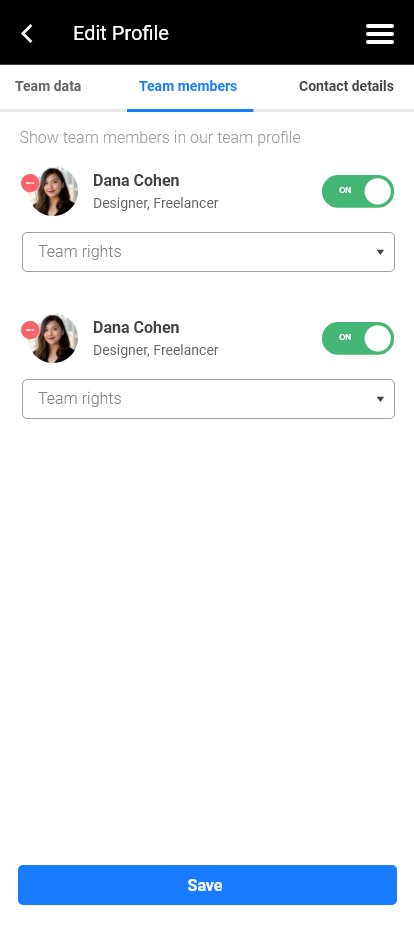 Edit Profile
Team data Team members Contact details
Show team members in our team profile
Dana Cohen
Designer, Freelancer
ON
Team rights
Dana Cohen
Designer, Freelancer
ON
Team rights
Save